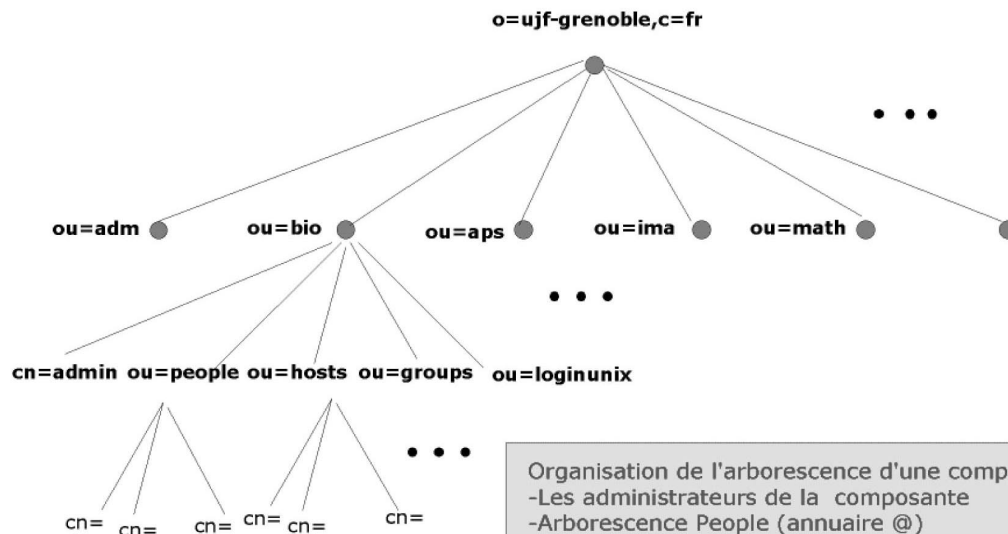 o=ujf-grenoble,c=fr
ou=adm
ou=bio
ou=aps
ou=ima
ou=math
cn=admin
ou=people
ou=hosts
ou=groups
ou=loginunix
cn=
cn=
cn=
cn=
cn=
cn=
Organisation de l'arborescence d'une comp
-Les administrateurs de la composante
-Arborescence People (annuaire @)